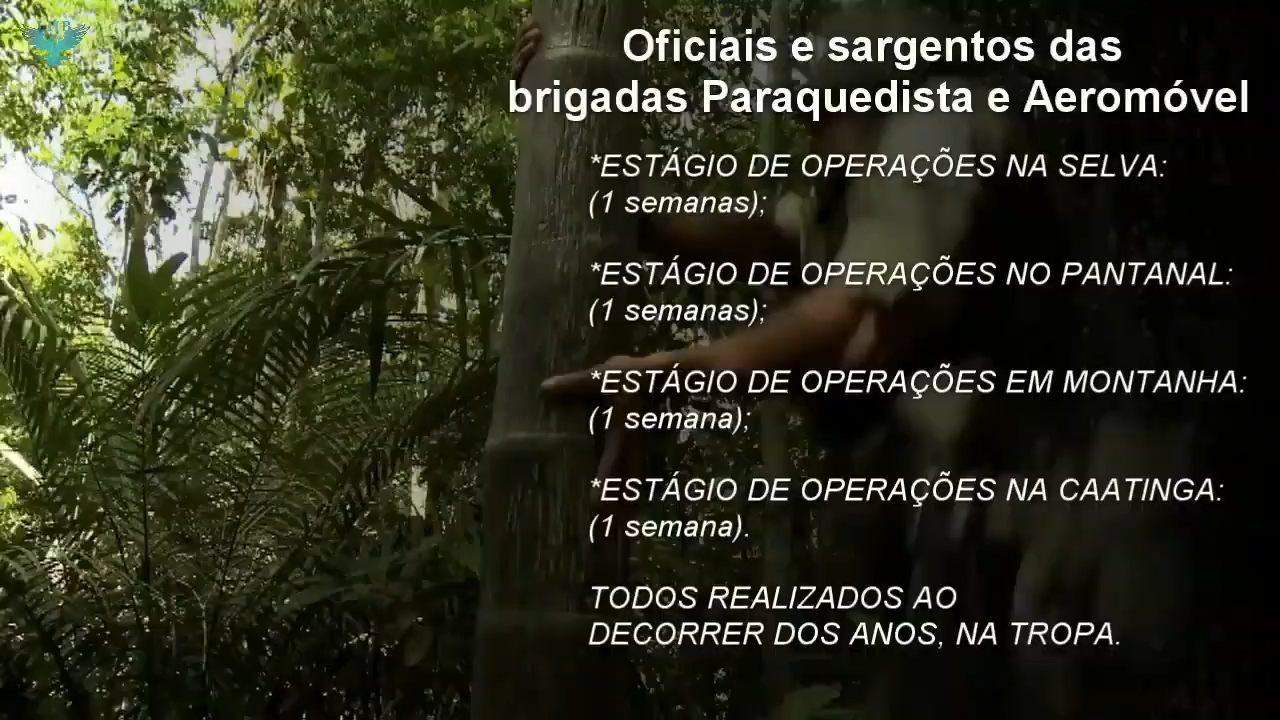 Oficiais e sargentos das
brigadas Paraquedista e Aeromóvel
*ESTÁGIO DE OPERAÇÕES NA SELVA:
(1 semanas);
*ESTÁGIO DE OPERAÇÕES NO PANTANAL:
(1 semanas);
*ESTÁGIO DE OPERAÇÕES EM MONTANHA:
(1 semana);
*ESTÁGIO DE OPERAÇÕES NA CAATINGA:
(1 semana).
TODOS REALIZADOS AO
DECORRER DOS ANOS, NA TROPA.